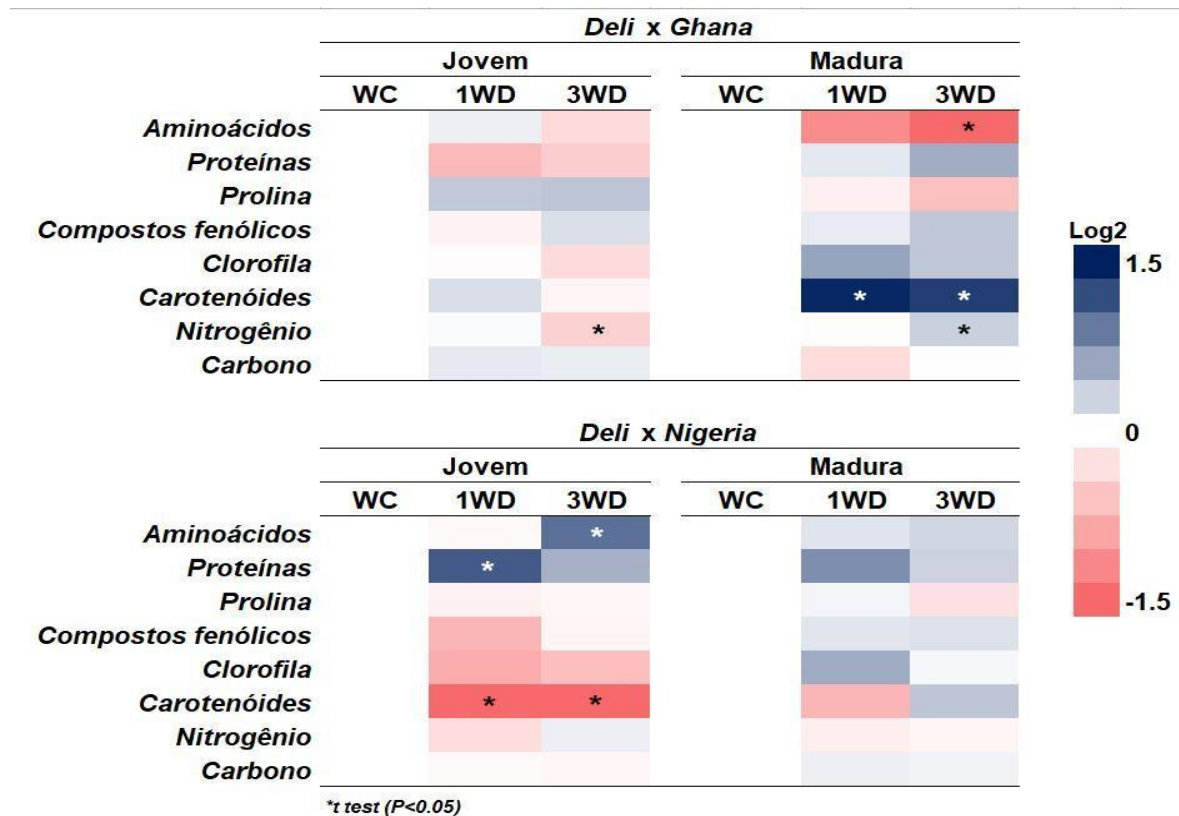 Deli x Ghana
Jovem Madura
WC 1WD 3WD WC 1WD 3WD
Aminoácidos *
Proteínas
Prolina
Compostos fenólicos
Clorofila
Carotenóides * *
Nitrogênio * *
Carbono
Log2
1.5
0
-1.5
Deli x Nigeria
Jovem Madura
WC 1WD 3WD WC 1WD 3WD
Aminoácidos *
Proteínas *
Prolina
Compostos fenólicos
Clorofila
Carotenóides * *
Nitrogênio
Carbono
*t test (P<0.05)